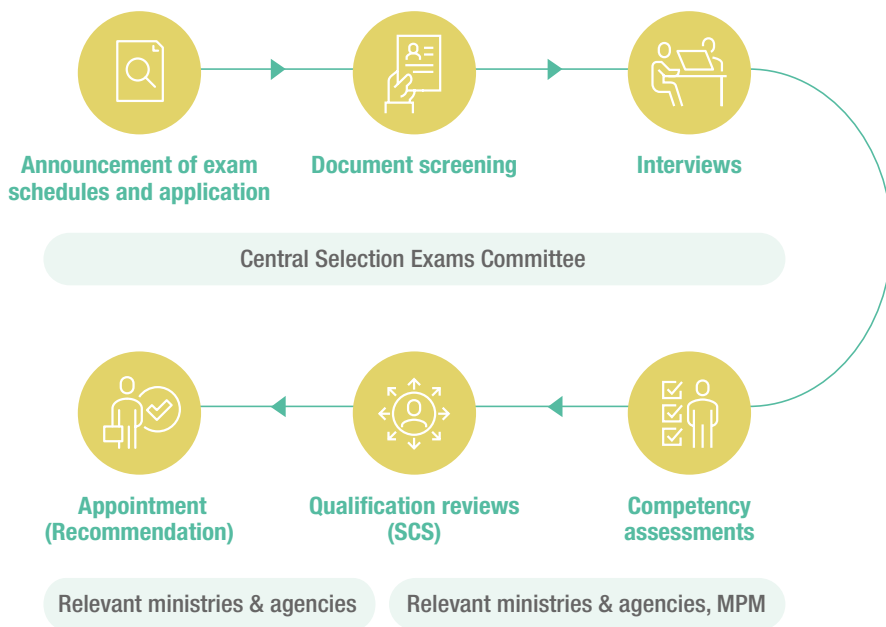 Announcement of exam
schedules and application
Document screening
Interviews
Central Selection Exams Committee
Appointment
(Recommendation)
Qualification reviews
(SCS)
Competency
assessments
Relevant ministries & agencies
Relevant ministries & agencies, MPM